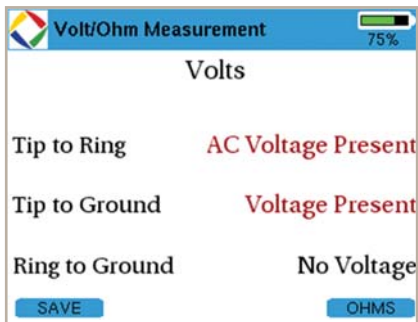 Volt/Ohm Measurement
75%
Volts
Tip to Ring AC Voltage Present
Tip to Ground Voltage Present
Ring to Ground No Voltage
SAVE OHMS